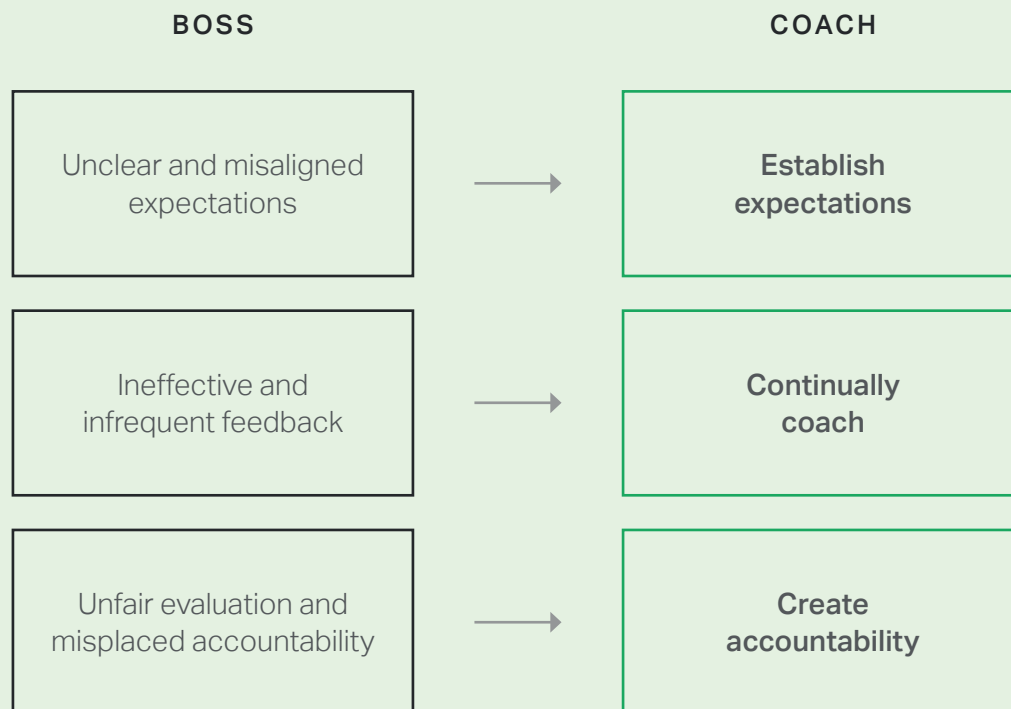 BOSS
COACH
Unclear and misaligned
expectations
Establish
expectations
Ineffective and
infrequent feedback
Continually
coach
Unfair evaluation and
misplaced accountability
Create
accountability